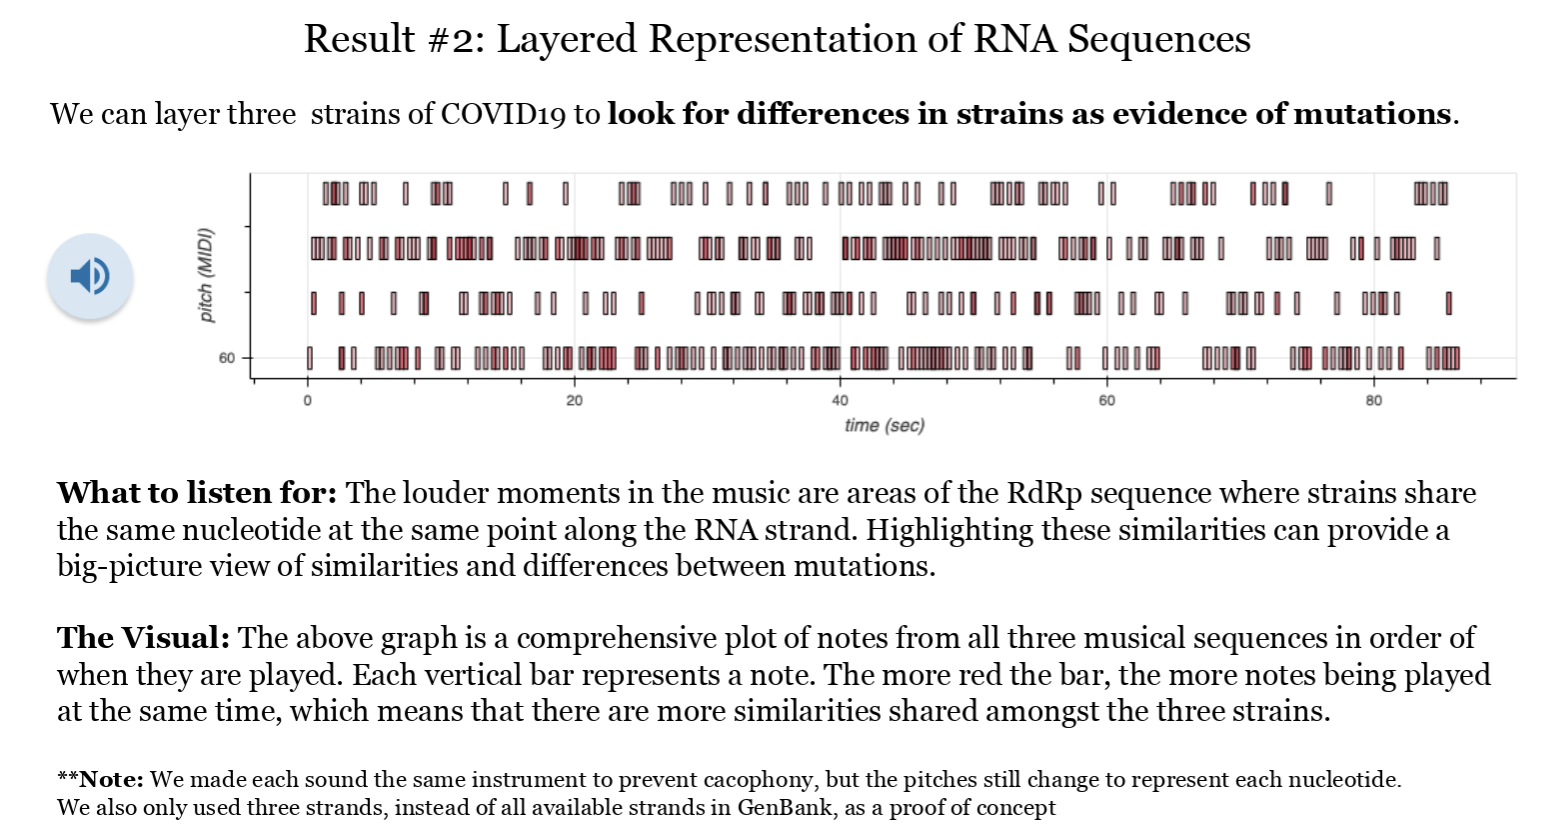 Result #2: Layered Representation of RNA Sequences
We can layer three strains of COVID19 to look for differences in strains as evidence of mutations.
pitch (MIDI)
60
0 20 40 60 80
time (sec)
What to listen for: The louder moments in the music are areas of the RdRp sequence where strains share
the same nucleotide at the same point along the RNA strand. Highlighting these similarities can provide a
big-picture view of similarities and differences between mutations.
The Visual: The above graph is a comprehensive plot of notes from all three musical sequences in order of
when they are played. Each vertical bar represents a note. The more red the bar, the more notes being played
at the same time, which means that there are more similarities shared amongst the three strains.
**Note: We made each sound the same instrument to prevent cacophony, but the pitches still change to represent each nucleotide.
We also only used three strands, instead of all available strands in GenBank, as a proof of concept